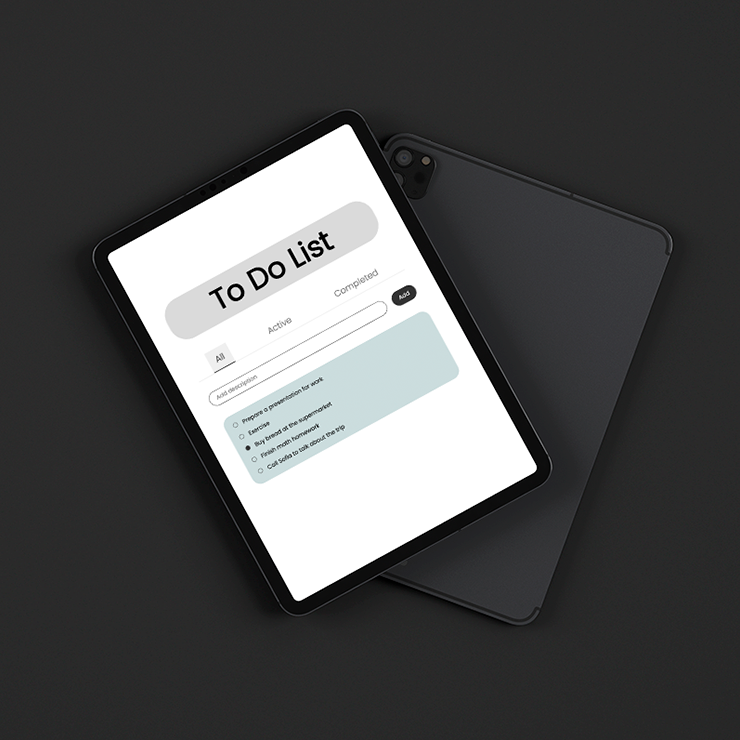 To Do List
All Active Completed
Add description Add
Prepare a presentation for work
Exercise
Buy bread at the supermarket
Finish math homework
Call Sofia to talk about the trip